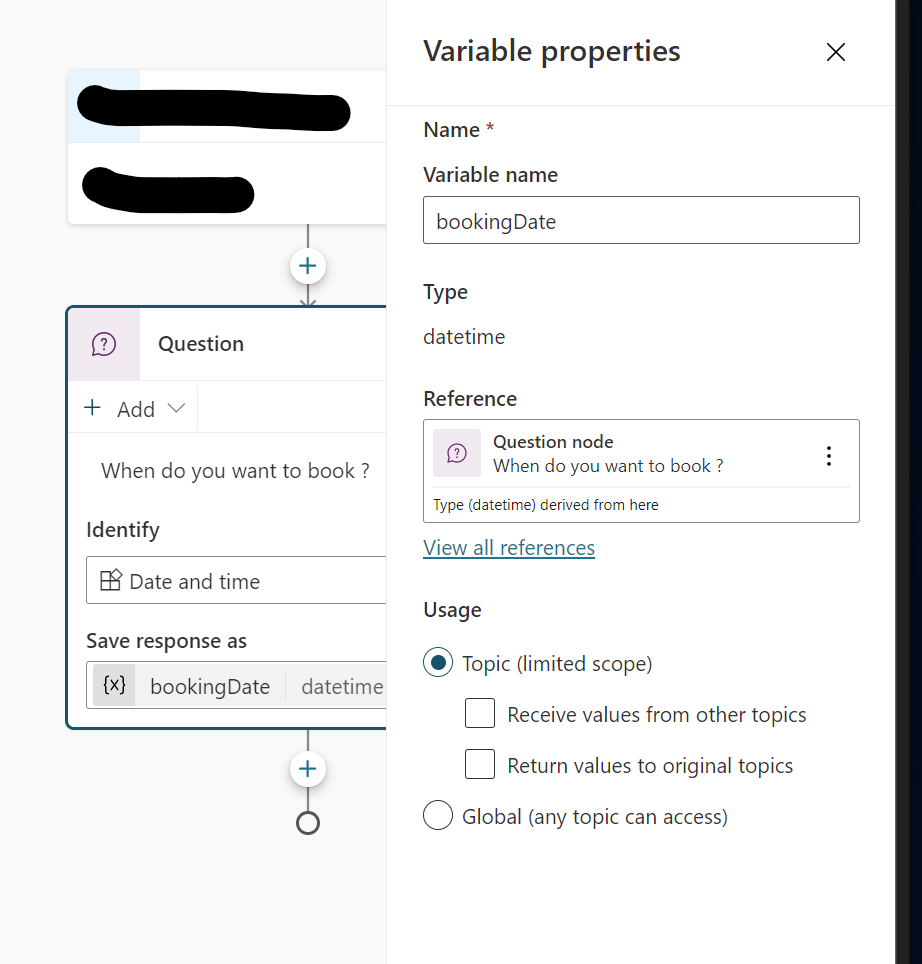 Variable properties
Name *
Variable name
bookingDate
Type
datetime
Reference
Question node
When do you want to book ?
Type (datetime) derived from here
View all references
Usage
Topic (limited scope)
Receive values from other topics
Return values to original topics
Global (any topic can access)
Question
Add
When do you want to book ?
Identify
Date and time
Save response as
{x} bookingDate datetime